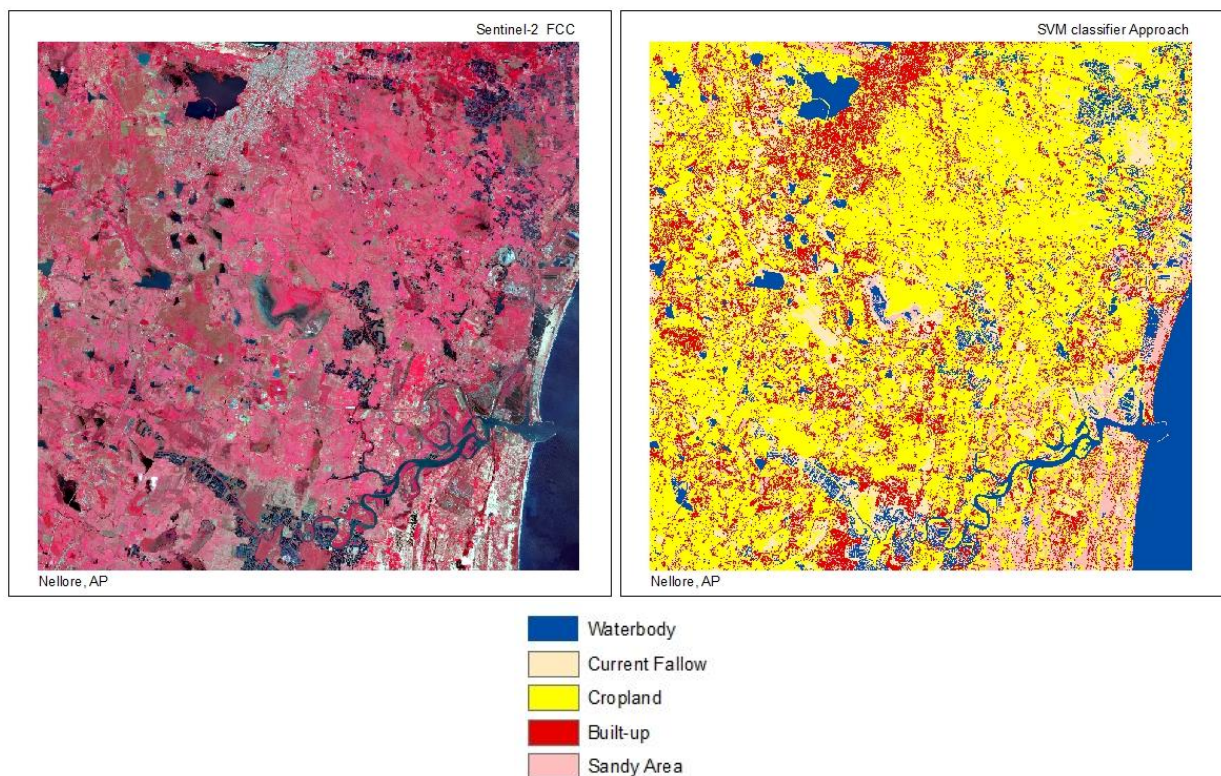 Sentinel-2 FCC
SVM classifier Approach
Nellore, AP
Nellore, AP
Waterbody
Current Fallow
Cropland
Built-up
Sandy Area